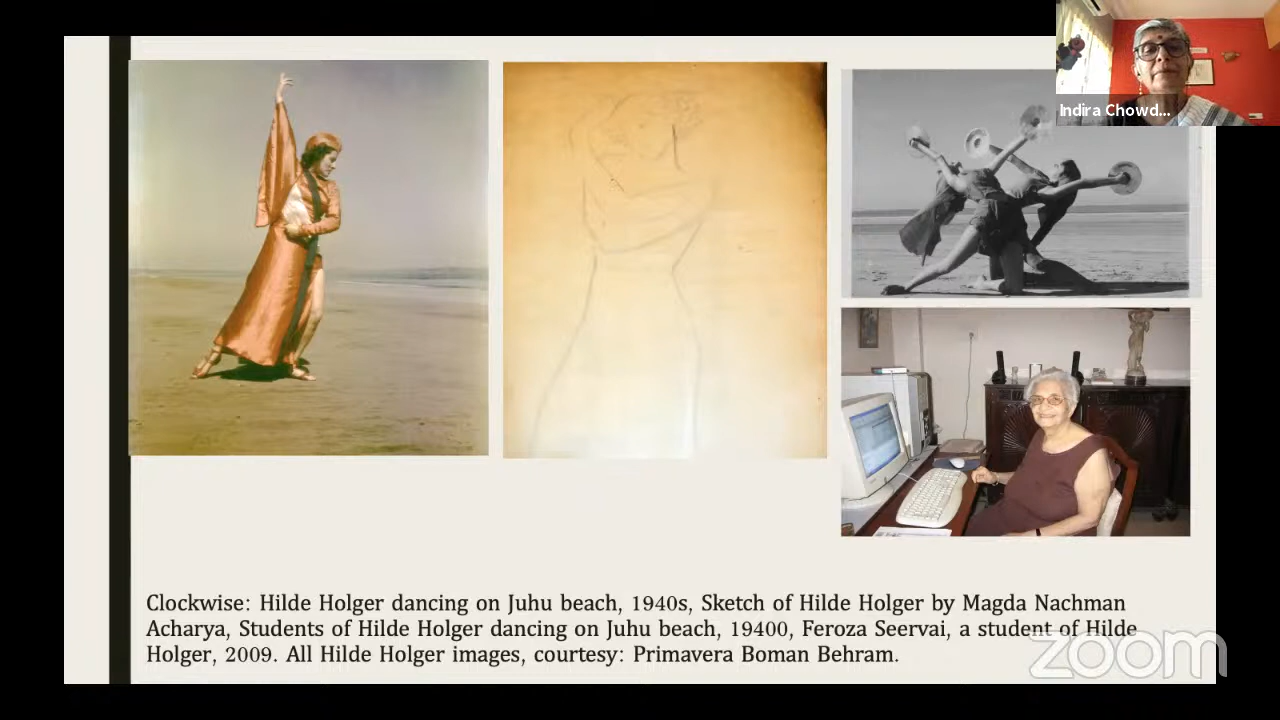 Indira Chowd...
Clockwise: Hilde Holger dancing on Juhu beach, 1940s, Sketch of Hilde Holger by Magda Nachman
Acharya, Students of Hilde Holger dancing on Juhu beach, 19400, Feroza Seervai, a student of Hilde
Holger, 2009. All Hilde Holger images, courtesy: Primavera Boman Behram.
zoom